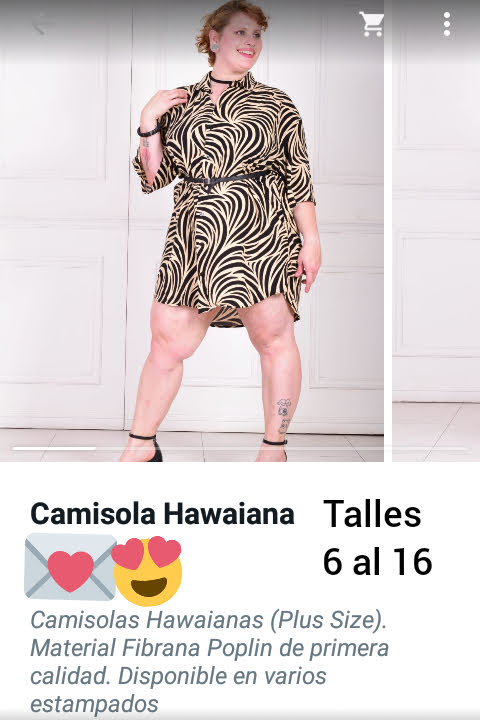 Camisola Hawaiana
Talles
6 al 16
Camisolas Hawaianas (Plus Size).
Material Fibrana Poplin de primera
calidad. Disponible en varios
estampados